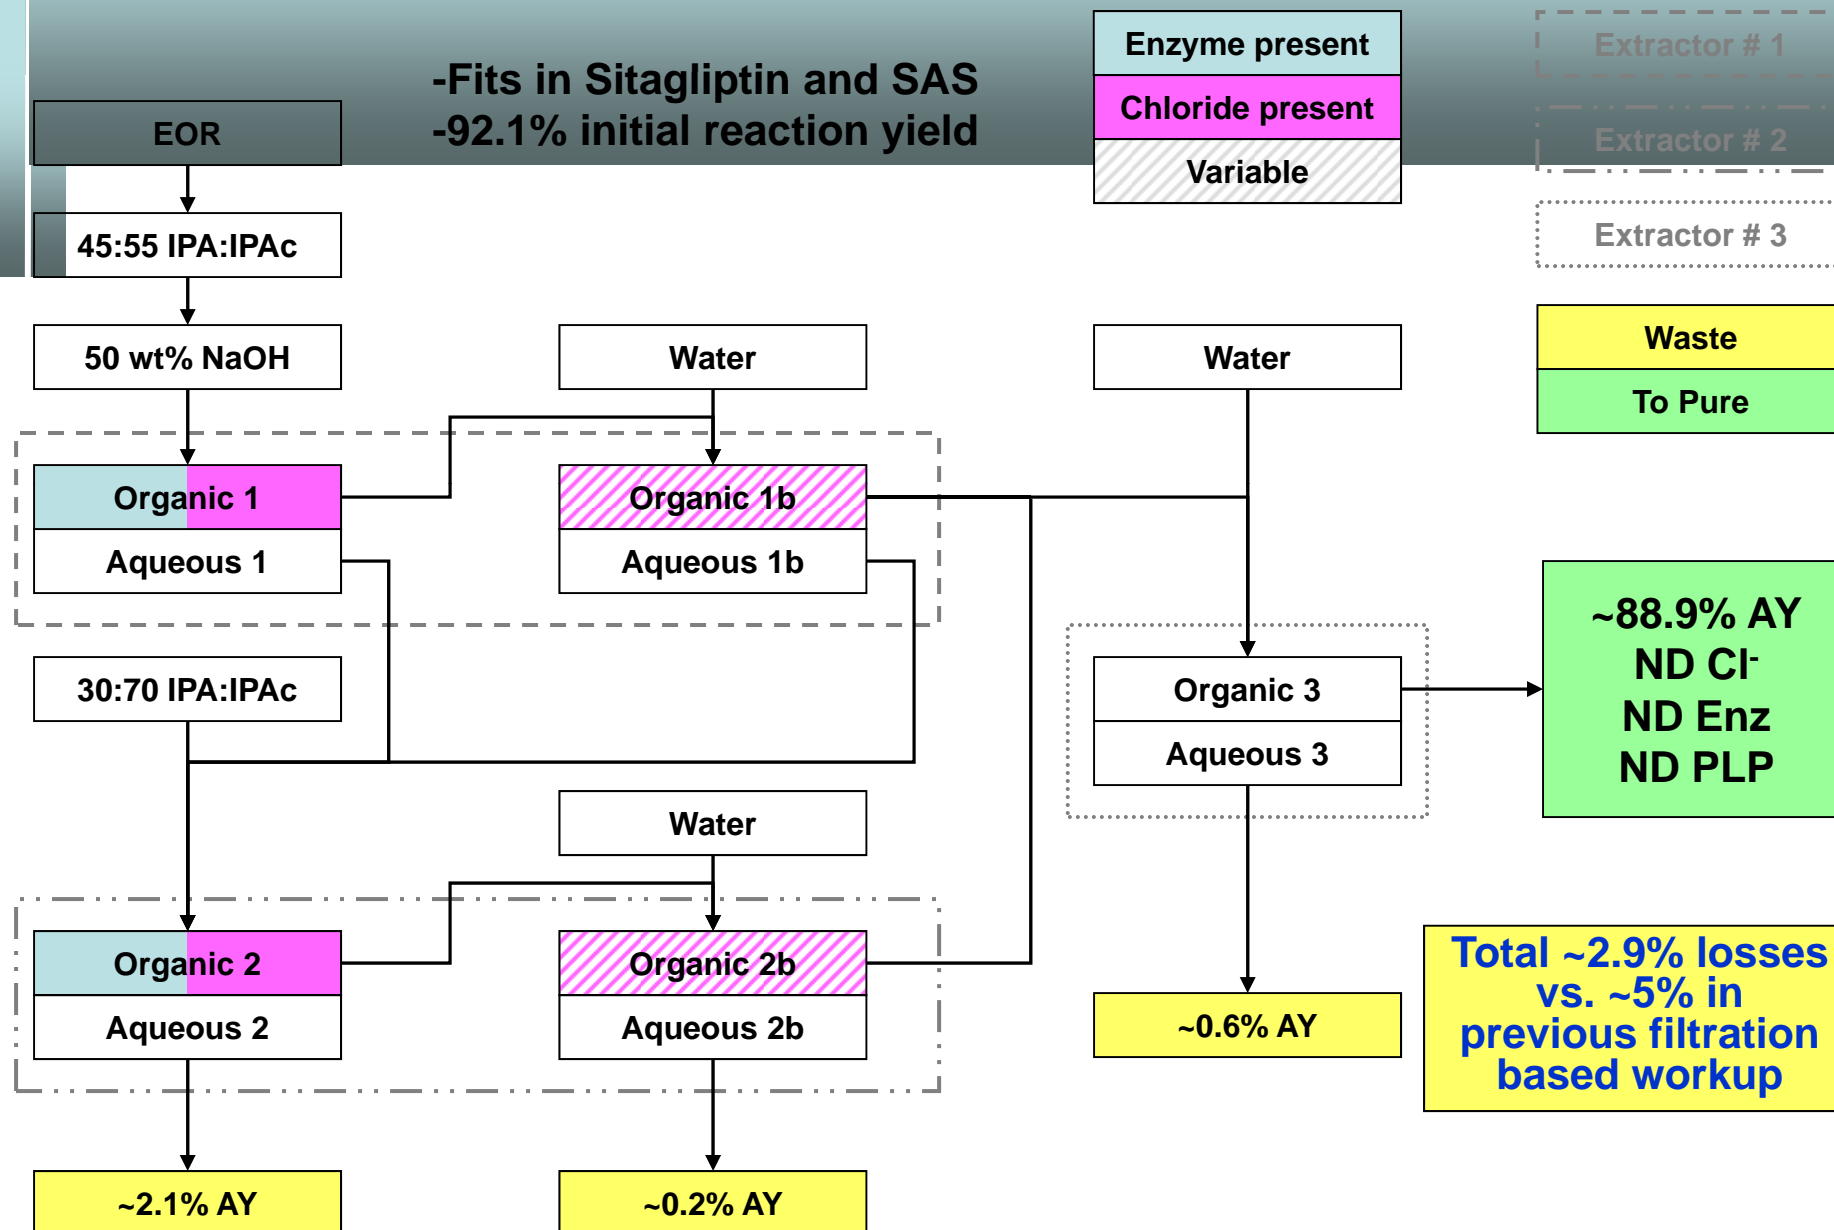 -Fits in Sitagliptin and SAS
-92.1% initial reaction yield
Enzyme present
Chloride present
Variable
Extractor # 1
Extractor # 2
Extractor # 3
Waste
To Pure
EOR
45:55 IPA:IPAc
50 wt% NaOH
Water
Water
Organic 1
Aqueous 1
Organic 1b
Aqueous 1b
30:70 IPA:IPAc
Water
Organic 3
Aqueous 3
~88.9% AY
ND Cl-
ND Enz
ND PLP
Organic 2
Aqueous 2
Organic 2b
Aqueous 2b
~0.6% AY
Total ~2.9% losses
vs. ~5% in
previous filtration
based workup
~2.1% AY
~0.2% AY